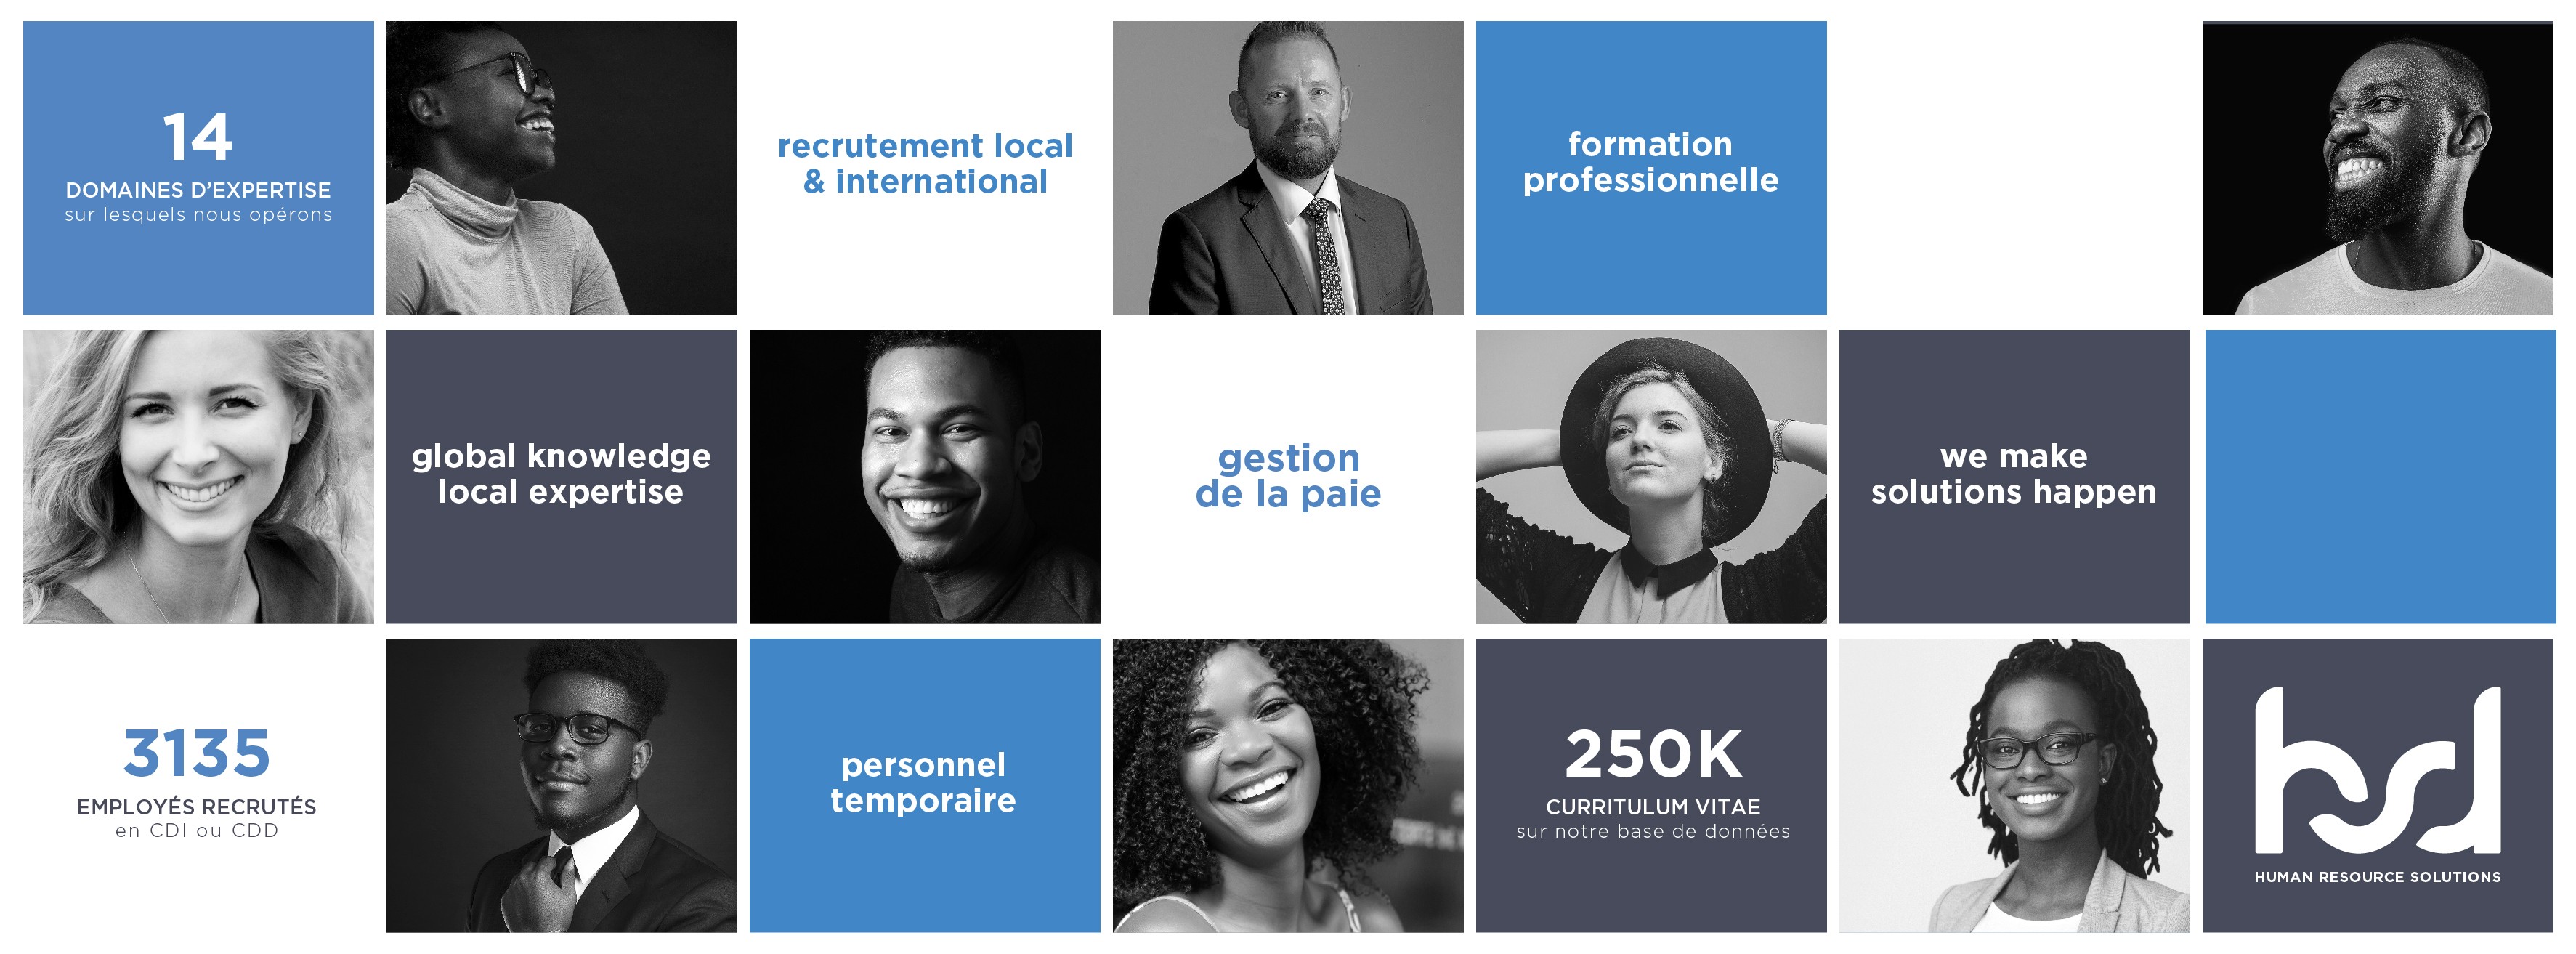 14
DOMAINES D’EXPERTISE
sur lesquels nous opérons
recrutement local
& international
formation
professionnelle
global knowledge
local expertise
gestion
de la paie
we make
solutions happen
3135
EMPLOYÉS RECRUTÉS
en CDI ou CDD
personnel
temporaire
250K
CURRITULUM VITAE
sur notre base de données
hsd
HUMAN RESOURCE SOLUTIONS